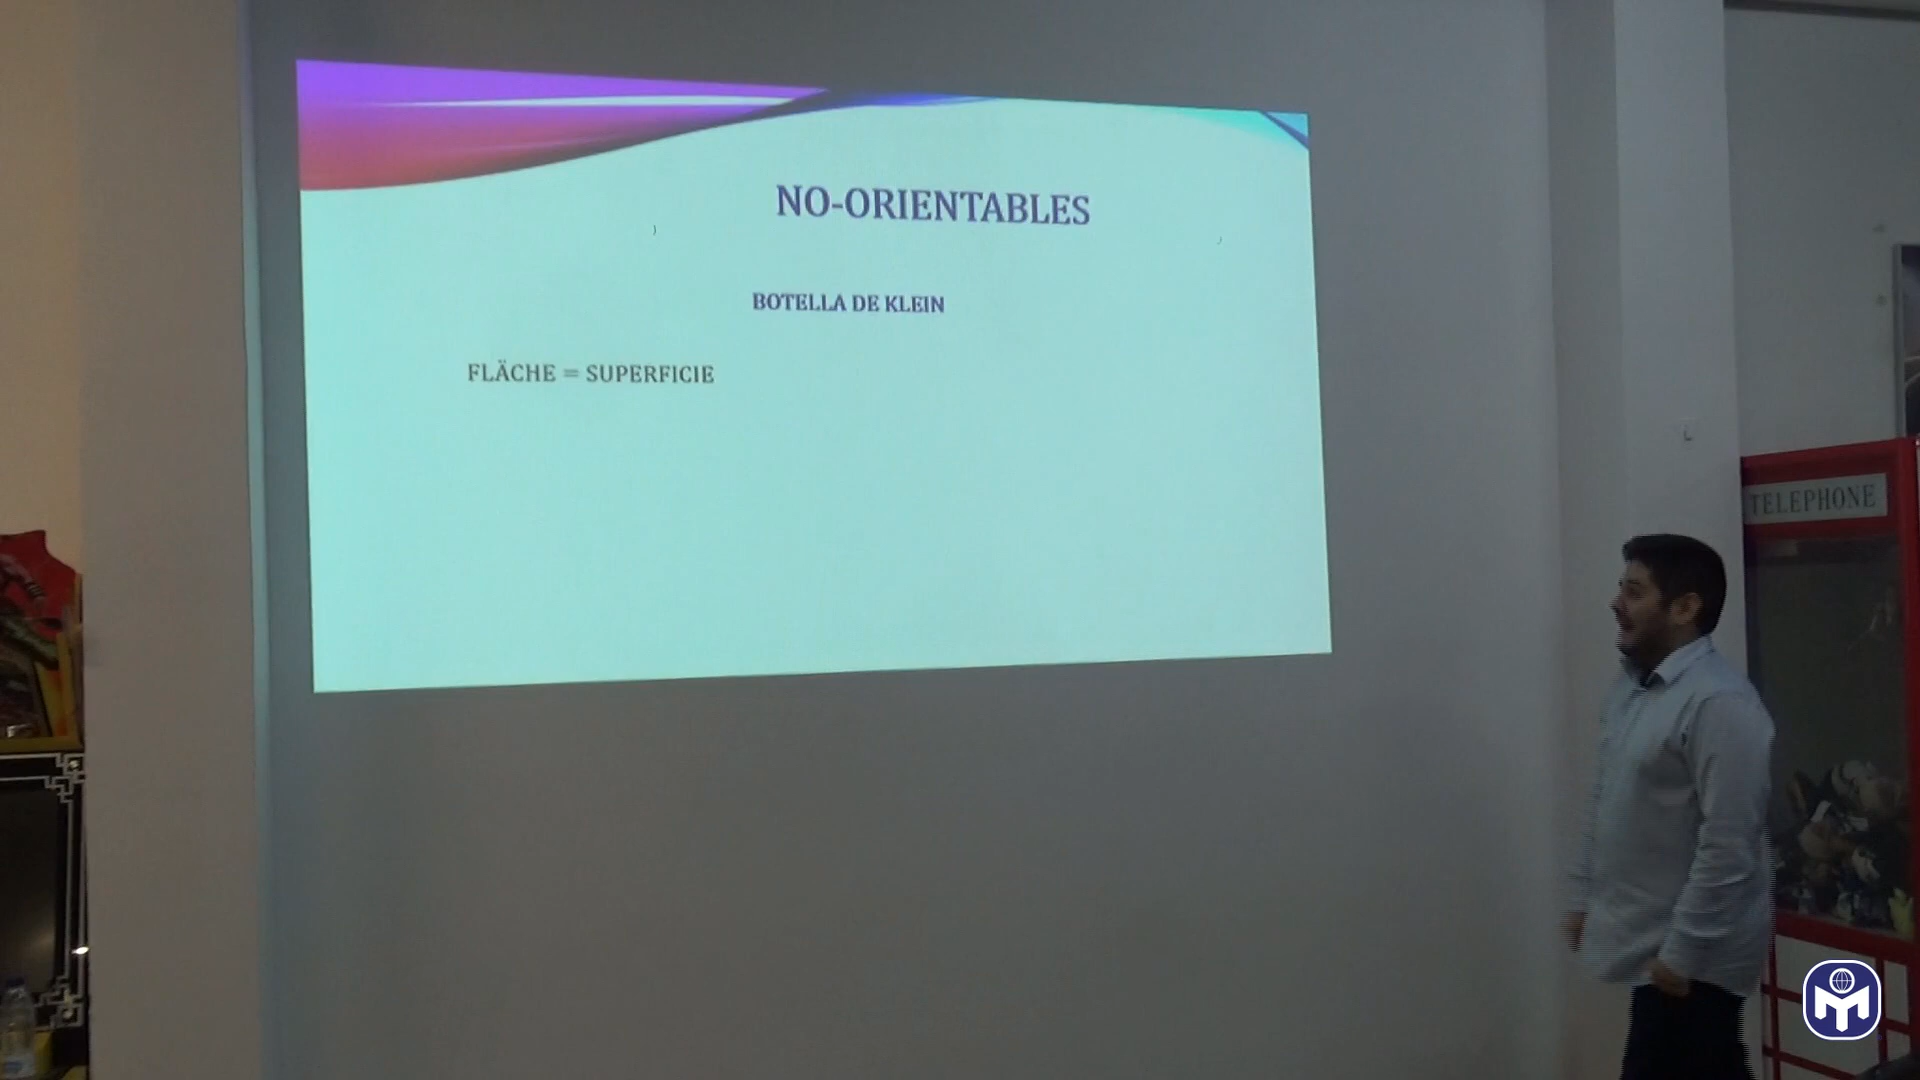 NO-ORIENTABLES
BOTELLA DE KLEIN
FLÄCHE = SUPERFICIE
TELEPHONE